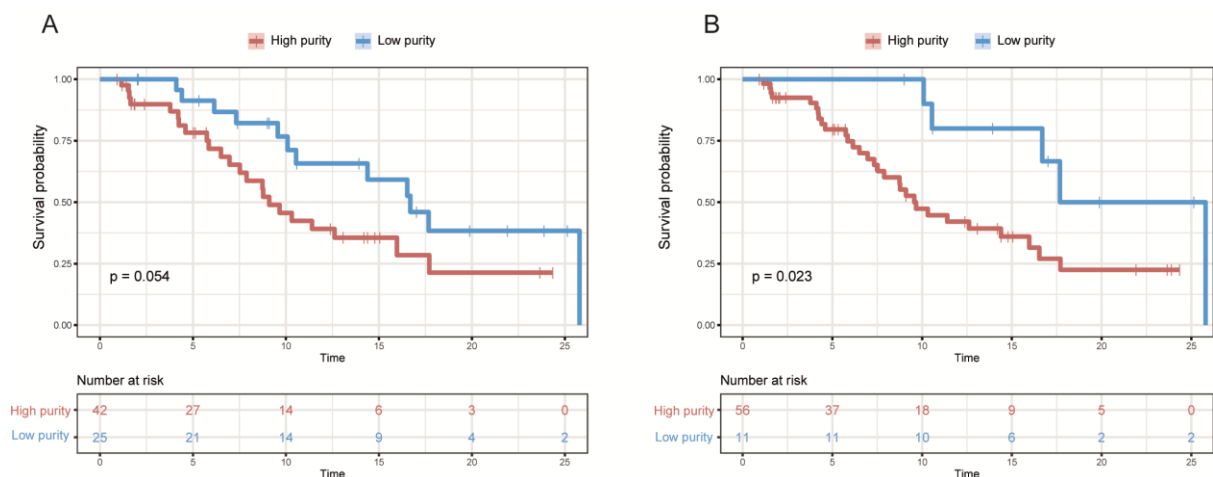 A
High purity Low purity
1.00
0.75
0.50
0.25
0.00
Survival probability
p = 0.054
0 5 10 15 20 25
Time
Number at risk
High purity 42 27 14 6 3 0
Low purity 25 21 14 9 4 2
0 5 10 15 20 25
Time
B
High purity Low purity
1.00
0.75
0.50
0.25
0.00
Survival probability
p = 0.023
0 5 10 15 20 25
Time
Number at risk
High purity 56 37 18 9 5 0
Low purity 11 11 10 6 2 2
0 5 10 15 20 25
Time